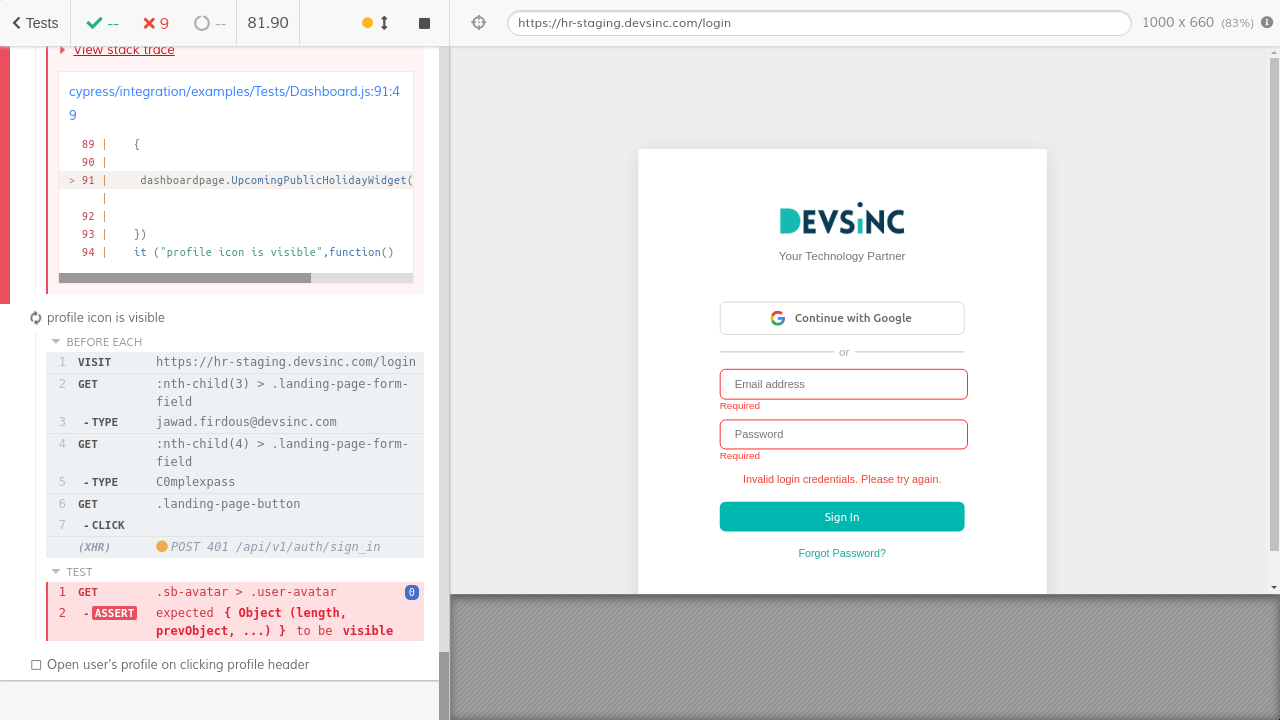 Tests
--
9
--
81.90
https://hr-staging.devsinc.com/login
1000 x 660 (83%)
View stack trace
cypress/integration/examples/Tests/Dashboard.js:91:4
9
89 | {
90 |
> 91 | dashboardpage.UpcomingPublicHolidayWidget(
|
92 |
93 | })
94 | it ("profile icon is visible",function()
profile icon is visible
BEFORE EACH
1 VISIT https://hr-staging.devsinc.com/login
2 GET :nth-child(3) > .landing-page-form-
field
3 -TYPE jawad.firdous@devsinc.com
4 GET :nth-child(4) > .landing-page-form-
field
5 -TYPE C0mplexpass
6 GET .landing-page-button
7 -CLICK
(XHR) POST 401 /api/v1/auth/sign_in
TEST
1 GET .sb-avatar > .user-avatar 0
2 -ASSERT expected { Object (length,
prevObject, ...) } to be visible
Open user's profile on clicking profile header
DEVSINC
Your Technology Partner
Continue with Google
or
Email address
Required
Password
Required
Invalid login credentials. Please try again.
Sign In
Forgot Password?